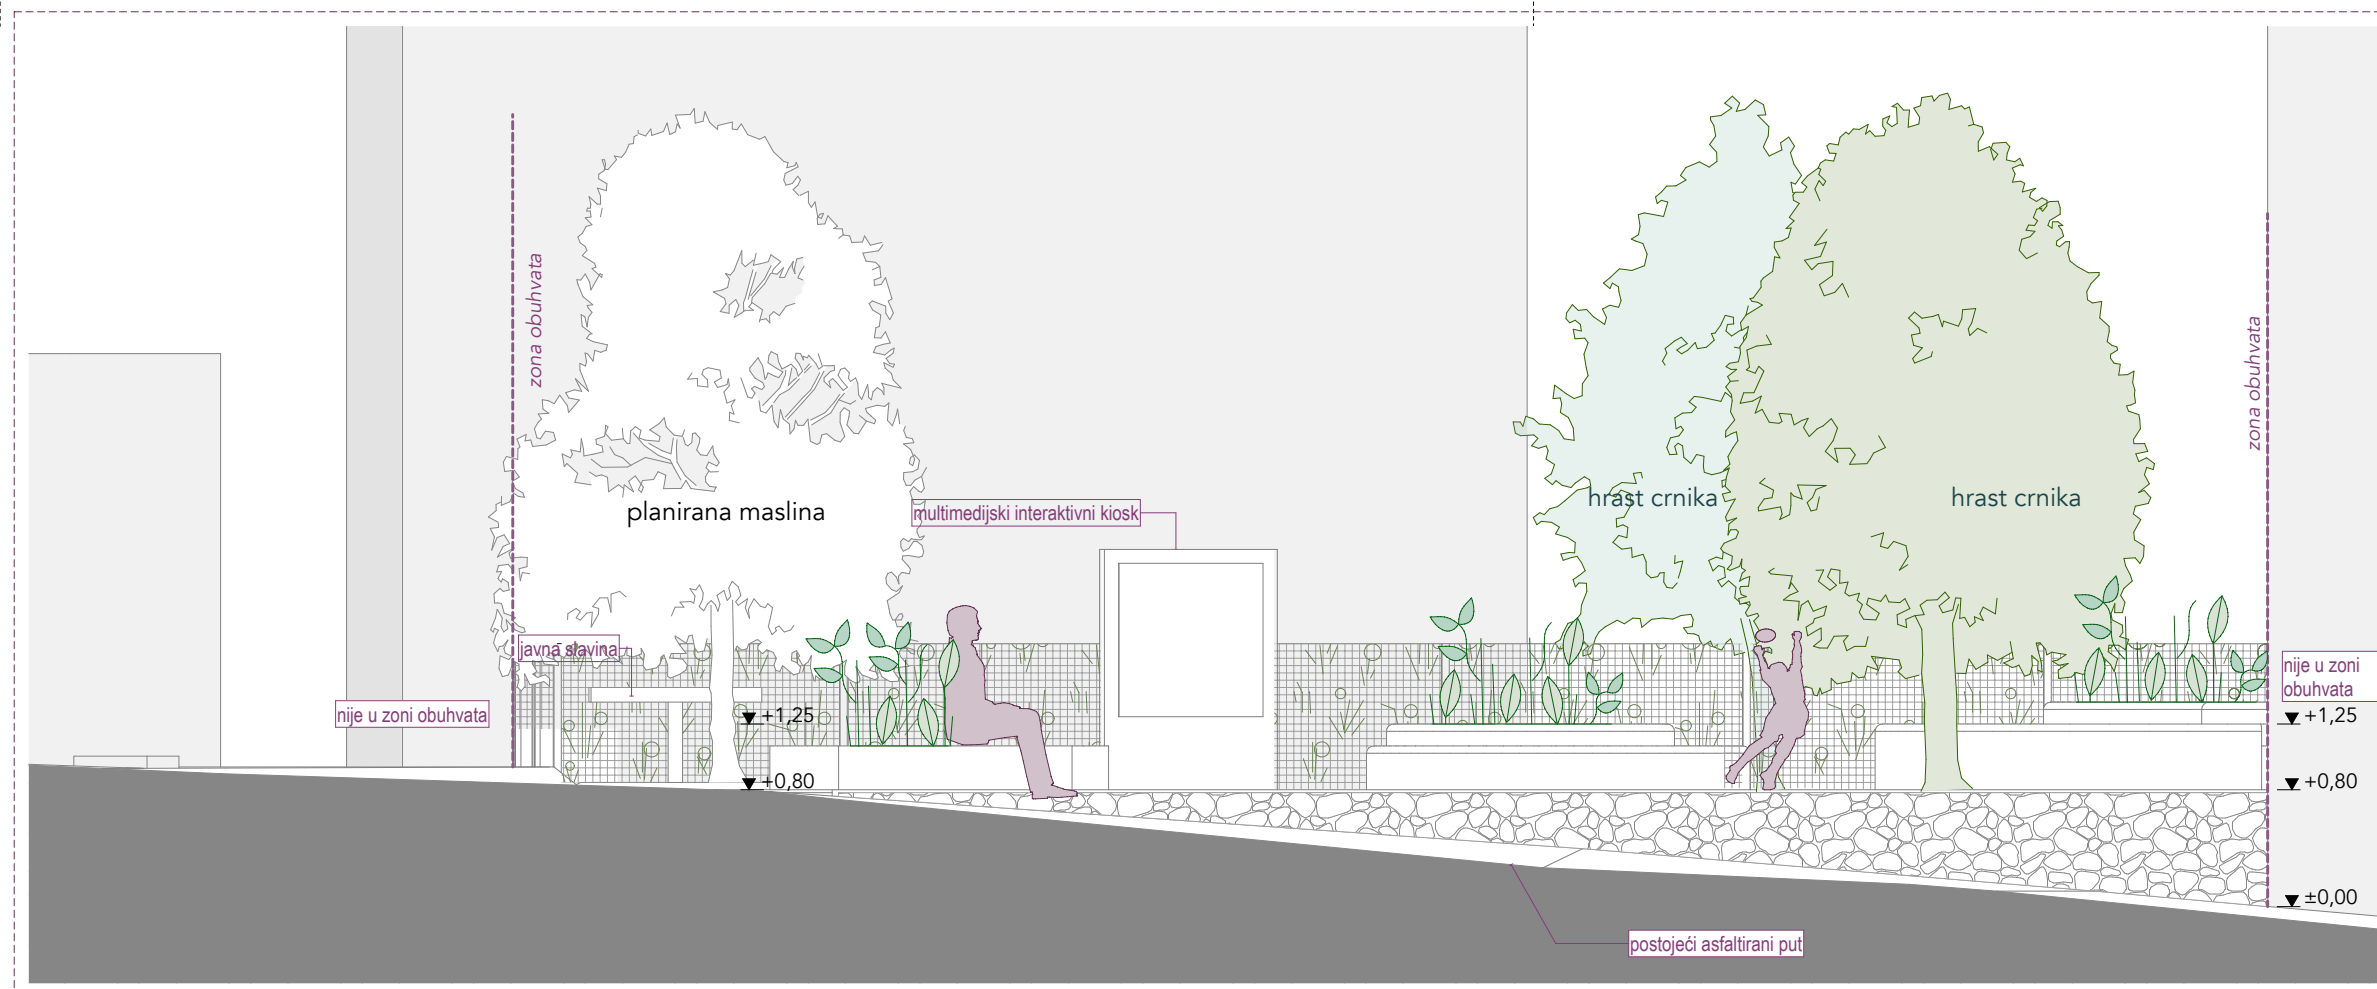 zona obuhvata
zona obuhvata
planirana maslina
multimedijski interaktivni kiosk
hrast crnika
hrast crnika
javna slavina
nije u zoni
obuhvata
nije u zoni obuhvata
+1,25
+1,25
+0,80
+0,80
±0,00
postojeći asfaltirani put